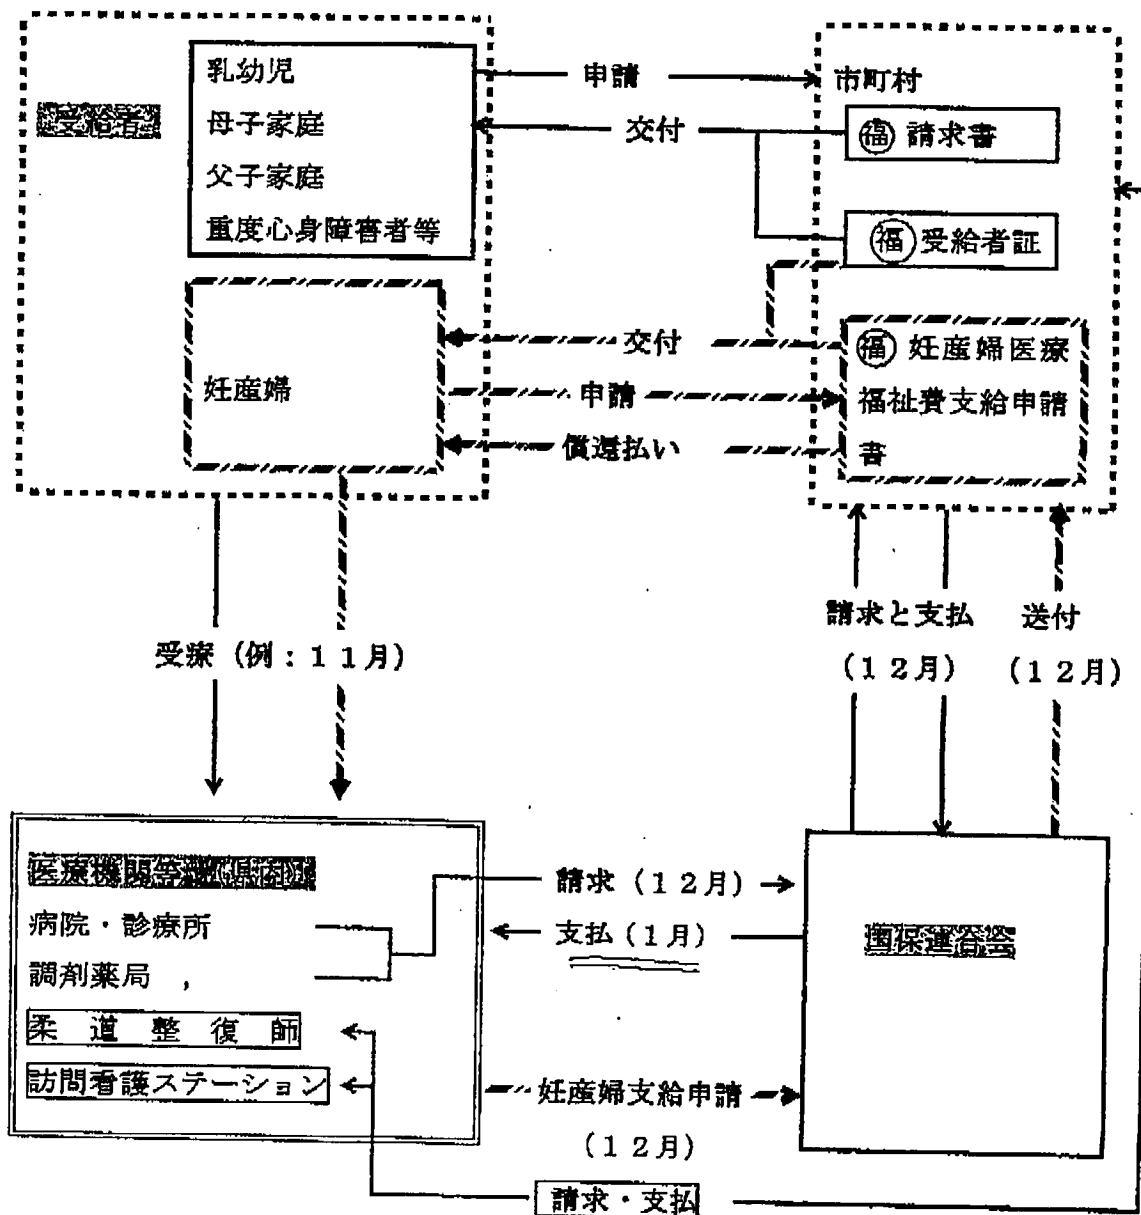 受給者
乳幼児
母子家庭
父子家庭
重度心身障害者等
妊産婦
申請
交付
交付
申請
償還払い
市町村
福 請求書
福 受給者証
福 妊産婦医療
福祉費支給申請
書
受療（例：１１月）
請求と支払
（１２月）
送付
（１２月）
病院・診療所
調剤薬局
柔道整復師
訪問看護ステーション
請求（１２月）
支払（１月）
国保連合会
妊産婦支給申請
（１２月）
請求・支払